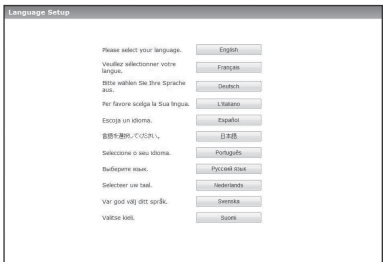 Language Setup
Please select your language. English
Veuillez sélectionner votre
langue. Français
Bitte wählen Sie Ihre Sprache
aus. Deutsch
Per favore scelga la Sua lingua. L'italiano
Escoja un idioma. Español
言語を選択してください。 日本語
Seleccione o seu idioma. Português
Выберите язык. Русский язык
Selecteer uw taal. Nederlands
Var god välj ditt språk. Svenska
Valitse kieli. Suomi